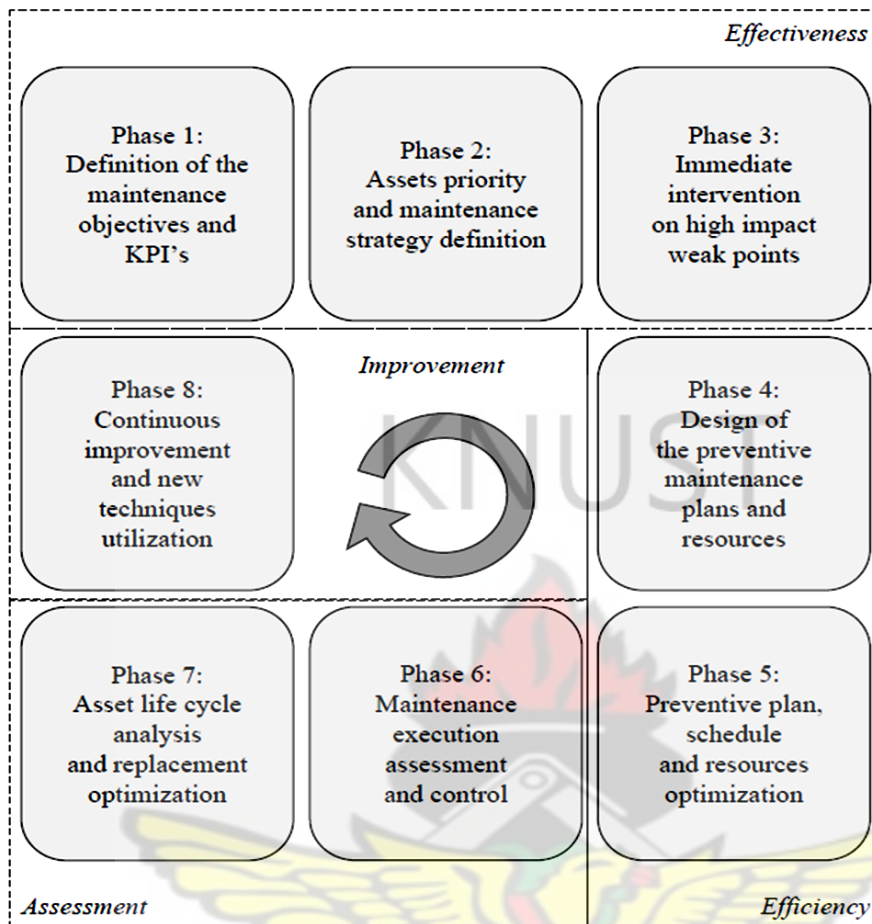 Effectiveness
Phase 1:
Definition of the
maintenance
objectives and
KPI's
Phase 2:
Assets priority
and maintenance
strategy definition
Phase 3:
Immediate
intervention
on high impact
weak points
Phase 8:
Continuous
improvement
and new
techniques
utilization
Improvement
KNUST
Phase 4:
Design of
the preventive
maintenance
plans and
resources
Phase 7:
Asset life cycle
analysis
and replacement
optimization
Phase 6:
Maintenance
execution
assessment
and control
Phase 5:
Preventive plan,
schedule
and resources
optimization
Assessment
Efficiency